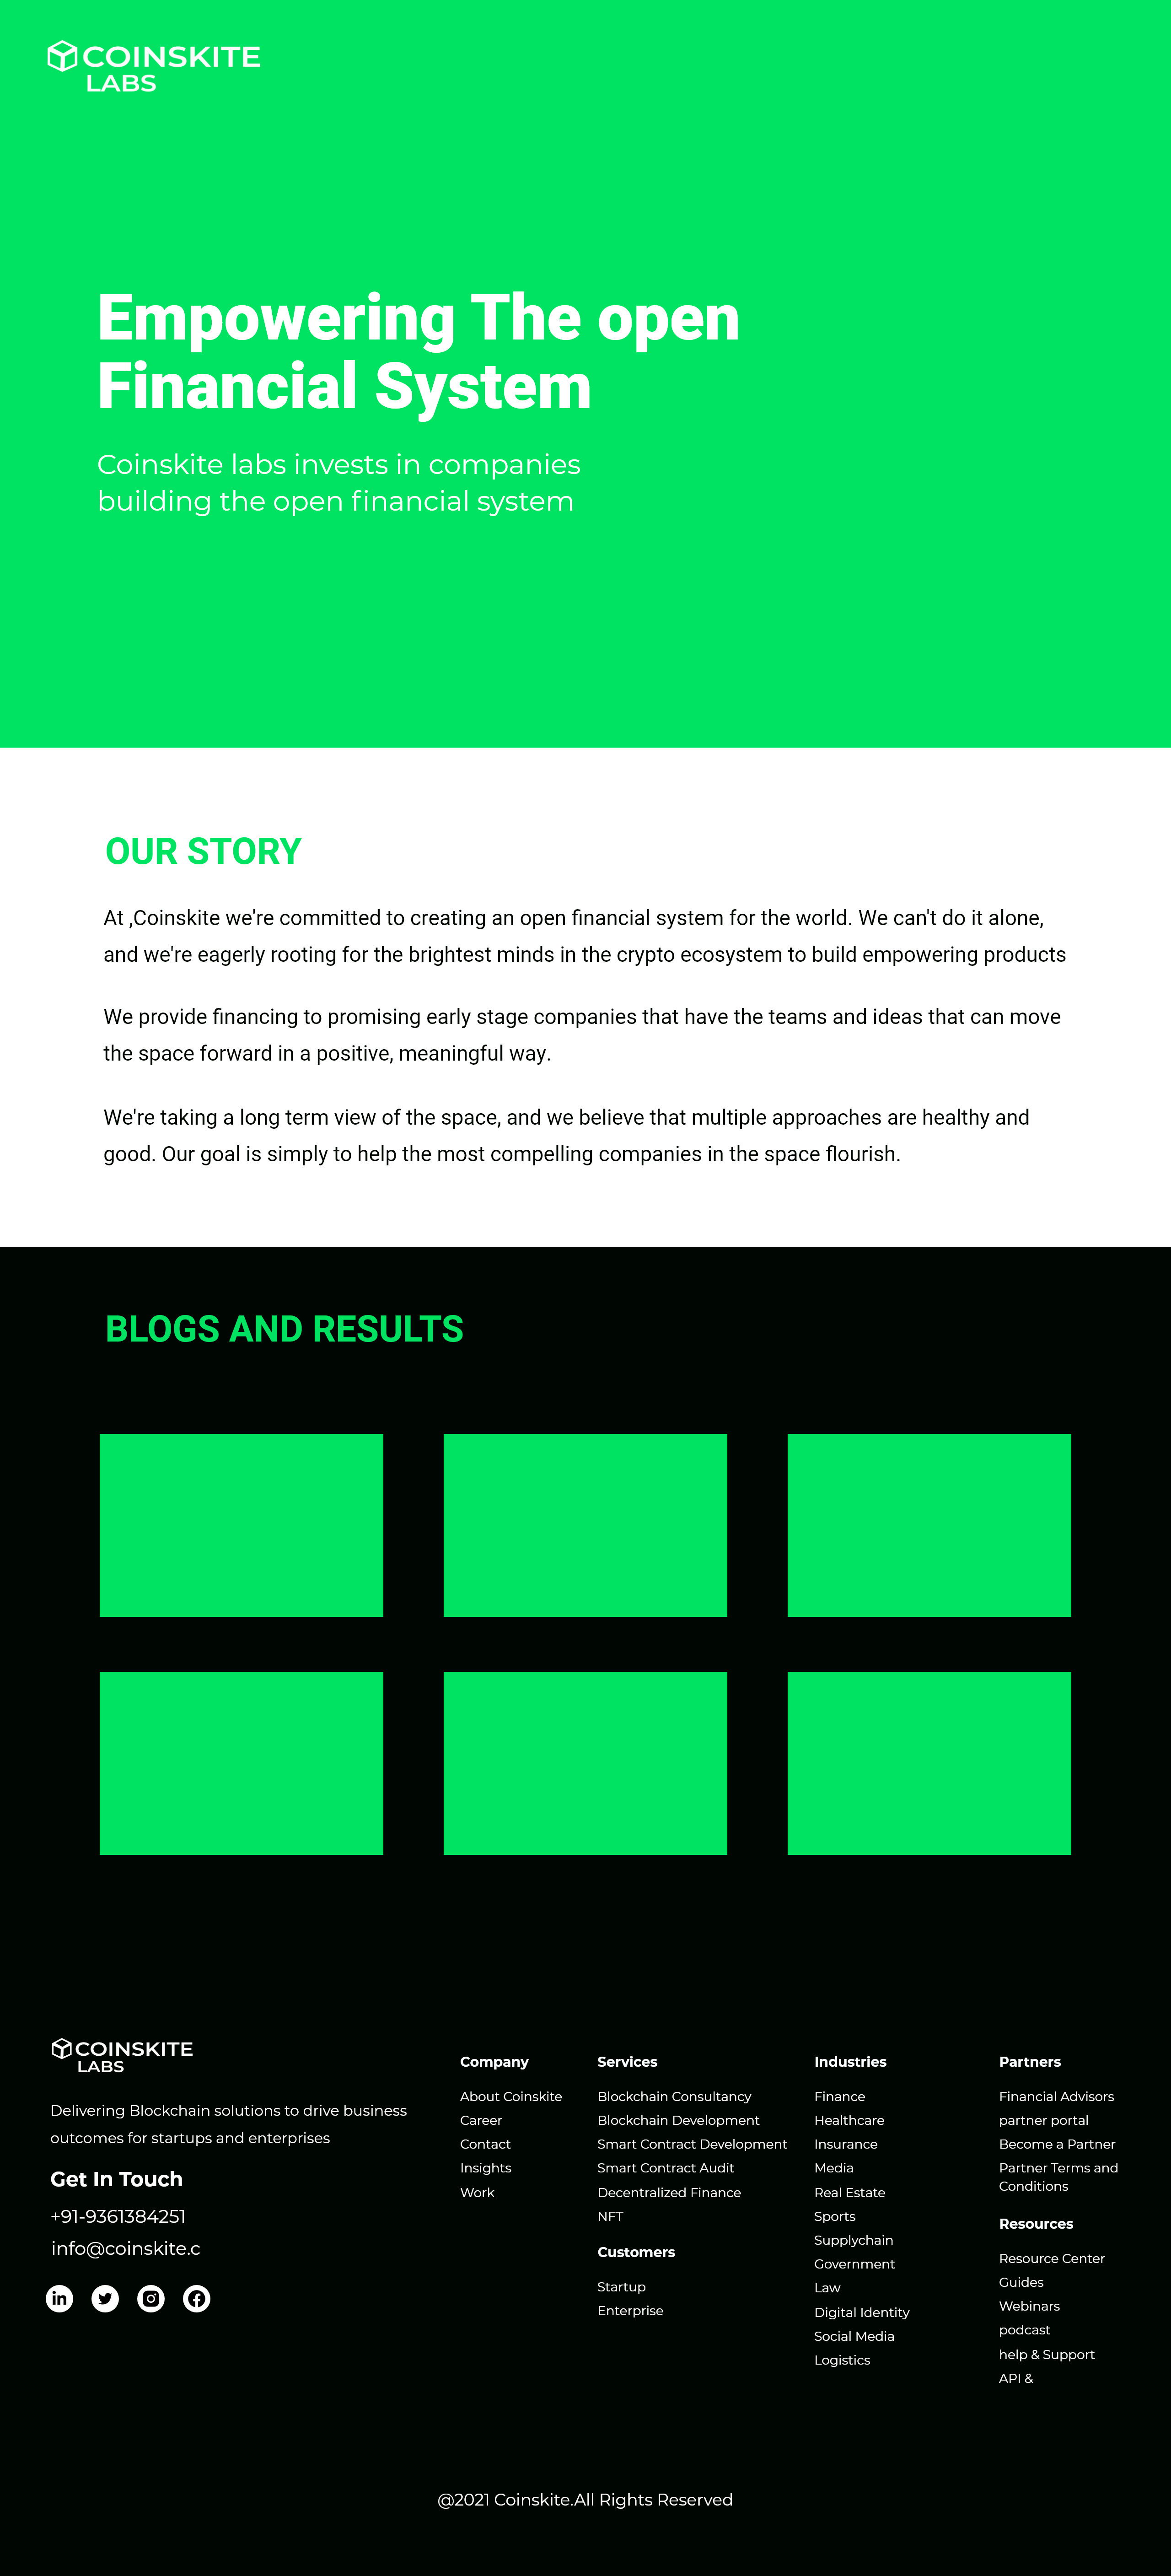 COINSKITE
LABS
Empowering The open
Financial System
Coinskite labs invests in companies
building the open financial system
OUR STORY
At ,Coinskite we're committed to creating an open financial system for the world. We can't do it alone,
and we're eagerly rooting for the brightest minds in the crypto ecosystem to build empowering products
We provide financing to promising early stage companies that have the teams and ideas that can move
the space forward in a positive, meaningful way.
We're taking a long term view of the space, and we believe that multiple approaches are healthy and
good. Our goal is simply to help the most compelling companies in the space flourish.
BLOGS AND RESULTS
COINSKITE
LABS
Delivering Blockchain solutions to drive business
outcomes for startups and enterprises
Get In Touch
+91-9361384251
info@coinskite.c
Company
About Coinskite
Career
Contact
Insights
Work
Services
Blockchain Consultancy
Blockchain Development
Smart Contract Development
Smart Contract Audit
Decentralized Finance
NFT
Customers
Startup
Enterprise
Industries
Finance
Healthcare
Insurance
Media
Real Estate
Sports
Supplychain
Government
Law
Digital Identity
Social Media
Logistics
Partners
Financial Advisors
partner portal
Become a Partner
Partner Terms and
Conditions
Resources
Resource Center
Guides
Webinars
podcast
help & Support
API &
@2021 Coinskite.All Rights Reserved